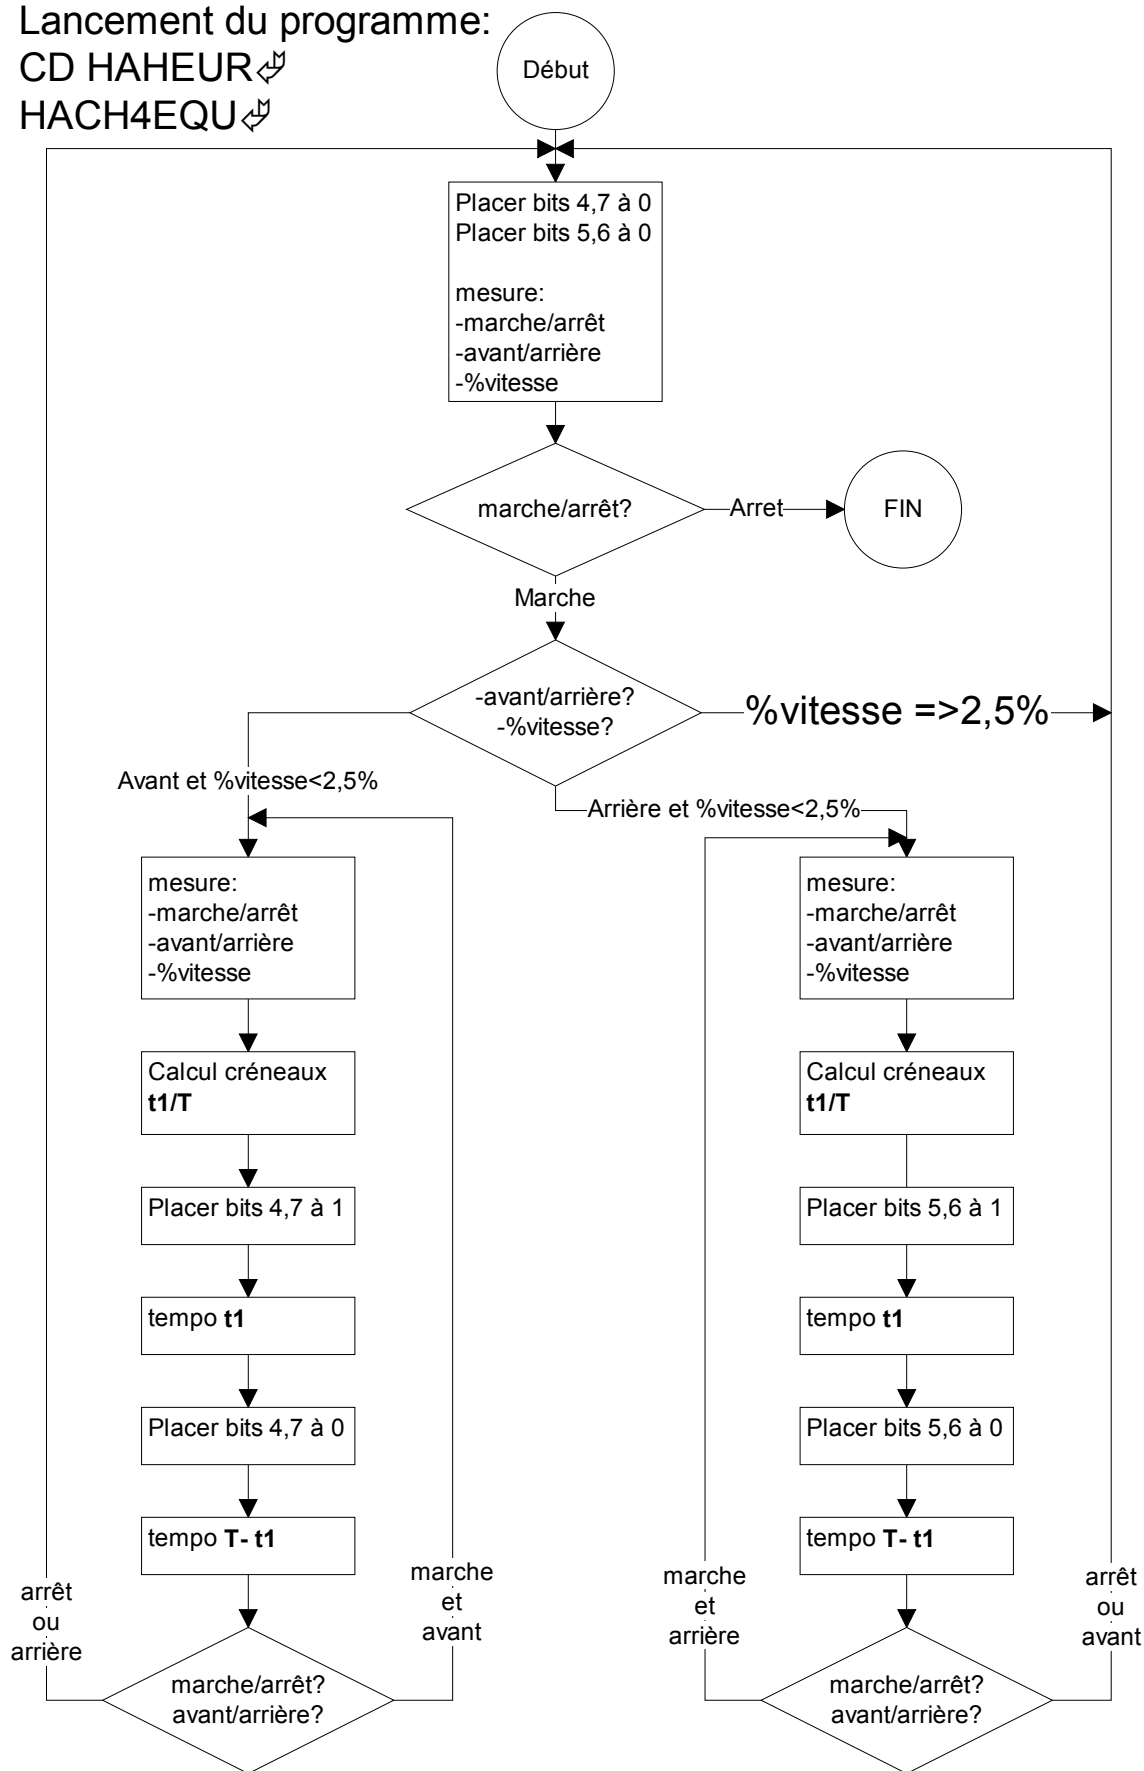 Lancement du programme:
CD HAHEUR
HACH4EQU
Début
Placer bits 4,7 à 0
Placer bits 5,6 à 0
mesure:
-marche/arrêt
-avant/arrière
-%vitesse
marche/arrêt?
Arret
FIN
Marche
-avant/arrière?
-%vitesse?
%vitesse =>2,5%
Avant et %vitesse<2,5%
Arrière et %vitesse<2,5%
mesure:
-marche/arrêt
-avant/arrière
-%vitesse
Calcul créneaux
t1/T
Placer bits 4,7 à 1
tempo t1
Placer bits 4,7 à 0
tempo T- t1
arrêt
ou
arrière
marche
et
avant
marche/arrêt?
avant/arrière?
mesure:
-marche/arrêt
-avant/arrière
-%vitesse
Calcul créneaux
t1/T
Placer bits 5,6 à 1
tempo t1
Placer bits 5,6 à 0
tempo T- t1
marche
et
arrière
arrêt
ou
avant
marche/arrêt?
avant/arrière?